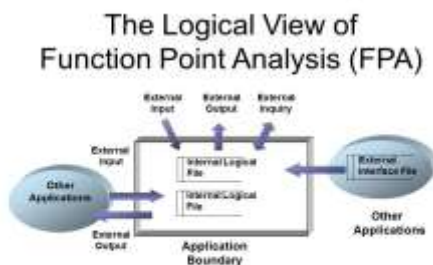 The Logical View of
Function Point Analysis (FPA)
External
Input
External
Output
External
Inquiry
External
Input
Internal Logical
File
External
Interface File
Other
Applications
Internal Logical
File
Other
Applications
External
Output
Application
Boundary